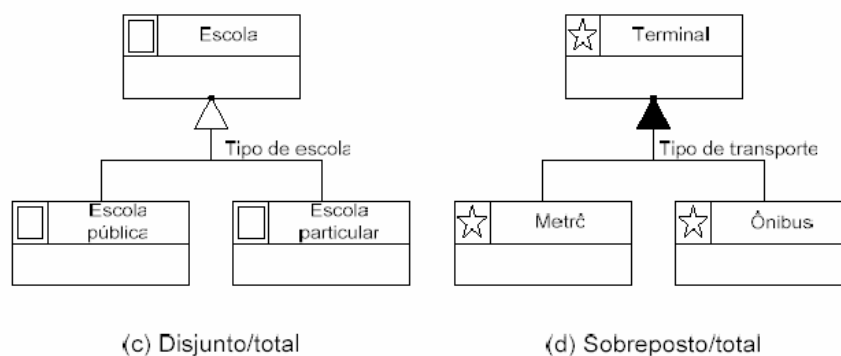 Escola
Terminal
Tipo de escola
Tipo de transporte
Escola
pública
Escola
particular
Metrô
Ônibus
(c) Disjunto/total
(d) Sobreposto/total